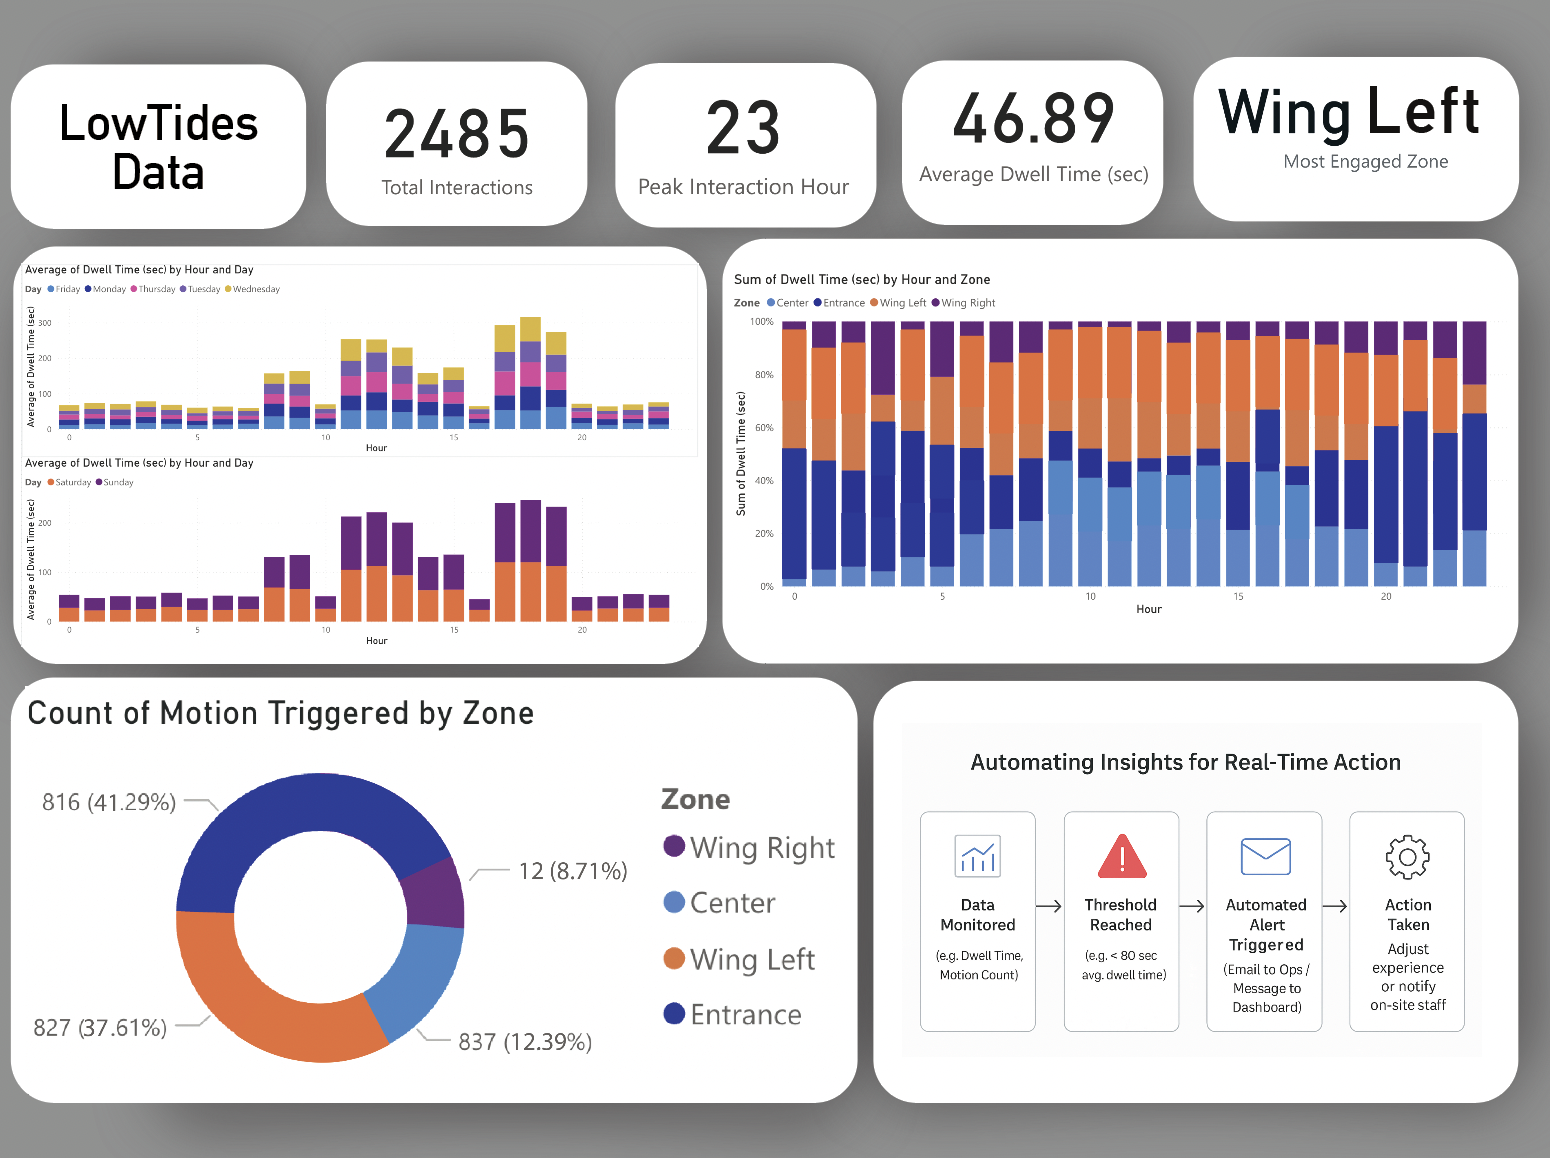 LowTides
Data
2485
Total Interactions
23
Peak Interaction Hour
46.89
Average Dwell Time (sec)
Wing Left
Most Engaged Zone
Average of Dwell Time (sec) by Hour and Day
Day Friday Monday Thursday Tuesday Wednesday
Average of Dwell Time (sec)
300
200
100
0
0 5 10 15 20
Hour
Average of Dwell Time (sec) by Hour and Day
Day Saturday Sunday
Average of Dwell Time (sec)
200
100
0
0 5 10 15 20
Hour
Sum of Dwell Time (sec) by Hour and Zone
Zone Center Entrance Wing Left Wing Right
Sum of Dwell Time (sec)
100%
80%
60%
40%
20%
0%
0 5 10 15 20
Hour
Count of Motion Triggered by Zone
816 (41.29%)
12 (8.71%)
827 (37.61%)
837 (12.39%)
Zone
Wing Right
Center
Wing Left
Entrance
Automating Insights for Real-Time Action
Data
Monitored
(e.g. Dwell Time,
Motion Count)
Threshold
Reached
(e.g. < 80 sec
avg. dwell time)
Automated
Alert
Triggered
(Email to Ops /
Message to
Dashboard)
Action
Taken
Adjust
experience
or notify
on-site staff